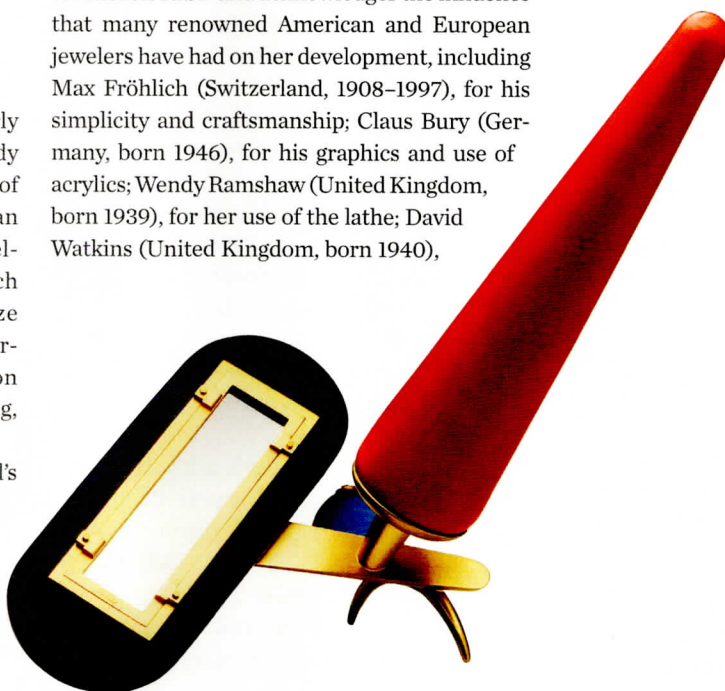 that many renowned American and European
jewelers have had on her development, including
Max Fröhlich (Switzerland, 1908–1997), for his
simplicity and craftsmanship; Claus Bury (Ger-
many, born 1946), for his graphics and use of
acrylics; Wendy Ramshaw (United Kingdom,
born 1939), for her use of the lathe; David
Watkins (United Kingdom, born 1940),